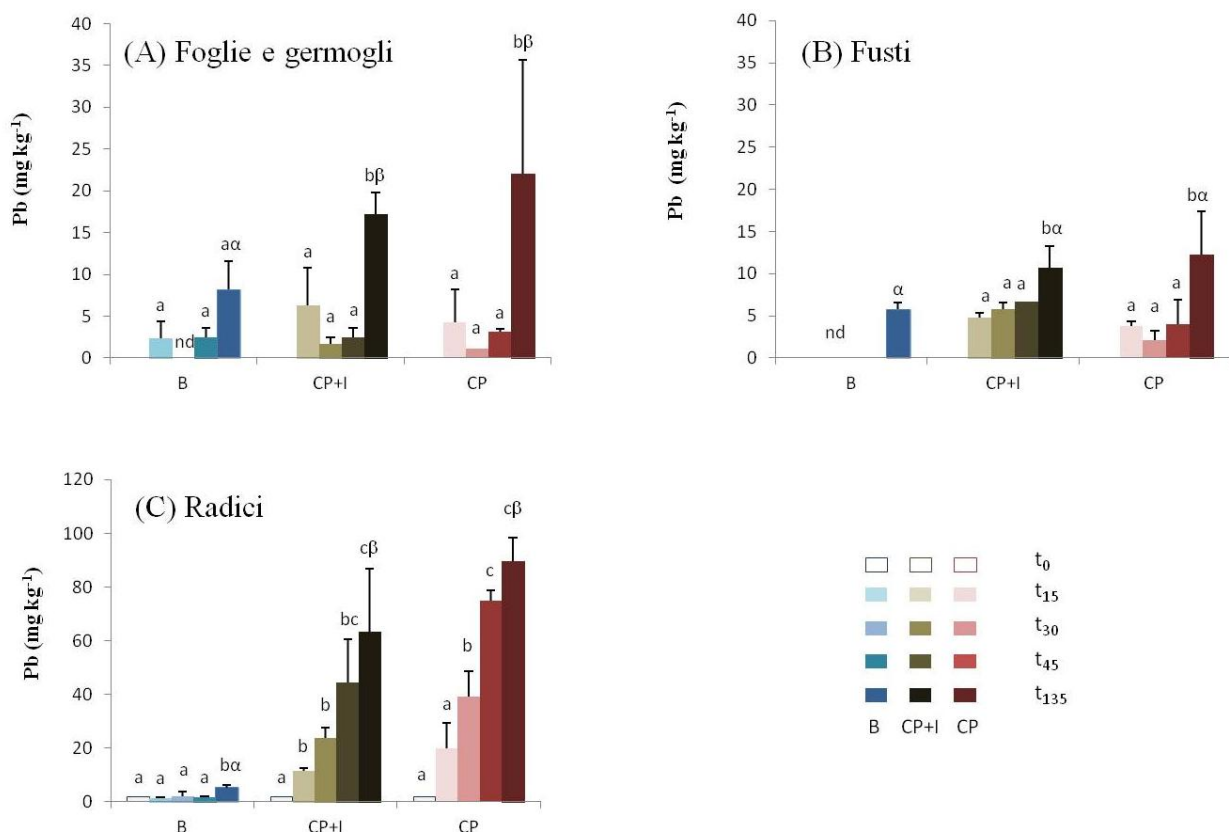 (A) Foglie e germogli
Pb (mg kg⁻¹)
40
35
30
25
20
15
10
5
0
a
nd
a
aα
a
a
a
bβ
a
a
a
bβ
B
CP+I
CP
(B) Fusti
Pb (mg kg⁻¹)
40
35
30
25
20
15
10
5
0
nd
α
a
a
a
bα
a
a
a
bα
B
CP+I
CP
(C) Radici
Pb (mg kg⁻¹)
120
100
80
60
40
20
0
a
a
a
a
bα
a
b
b
bc
cβ
a
a
b
c
cβ
B
CP+I
CP
t₀
t₁₅
t₃₀
t₄₅
t₁₃₅
B CP+I CP